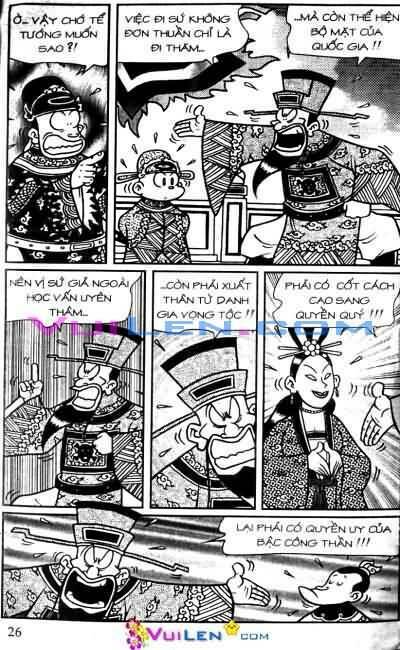 Ồ...VẬY CHỚ TỂ
TƯỚNG MUỐN
SAO ?!
VIỆC ĐI SỨ KHÔNG
ĐƠN THUẦN CHỈ LÀ
ĐI THĂM...
...MÀ CÒN THỂ HIỆN
BỘ MẶT CỦA
QUỐC GIA !!
NÊN VỊ SỨ GIẢ NGOÀI
HỌC VẤN UYÊN
THÂM...
...CÒN PHẢI XUẤT
THÂN TỪ DANH
GIA VỌNG TỘC !!
PHẢI CÓ CỐT CÁCH
CAO SANG
QUYỀN QUÝ !!!
VUILEN.COM
LẠI PHẢI CÓ QUYỀN UY CỦA
BẬC CÔNG THẦN !!!
26
VUILEN.COM